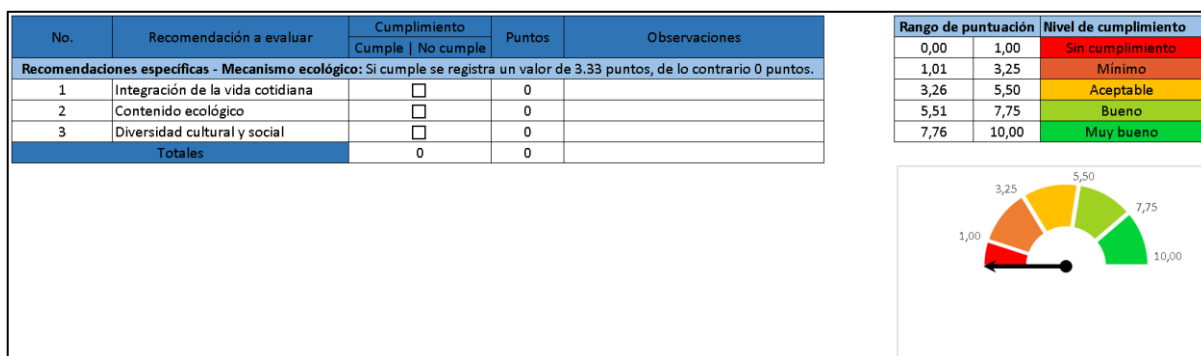 No. Recomendación a evaluar Cumplimiento Puntos Observaciones
Cumple | No cumple
Recomendaciones específicas - Mecanismo ecológico: Si cumple se registra un valor de 3.33 puntos, de lo contrario 0 puntos.
1 Integración de la vida cotidiana 0
2 Contenido ecológico 0
3 Diversidad cultural y social 0
Totales 0 0
Rango de puntuación Nivel de cumplimiento
0,00 1,00 Sin cumplimiento
1,01 3,25 Mínimo
3,26 5,50 Aceptable
5,51 7,75 Bueno
7,76 10,00 Muy bueno
1,00
3,25
5,50
7,75
10,00